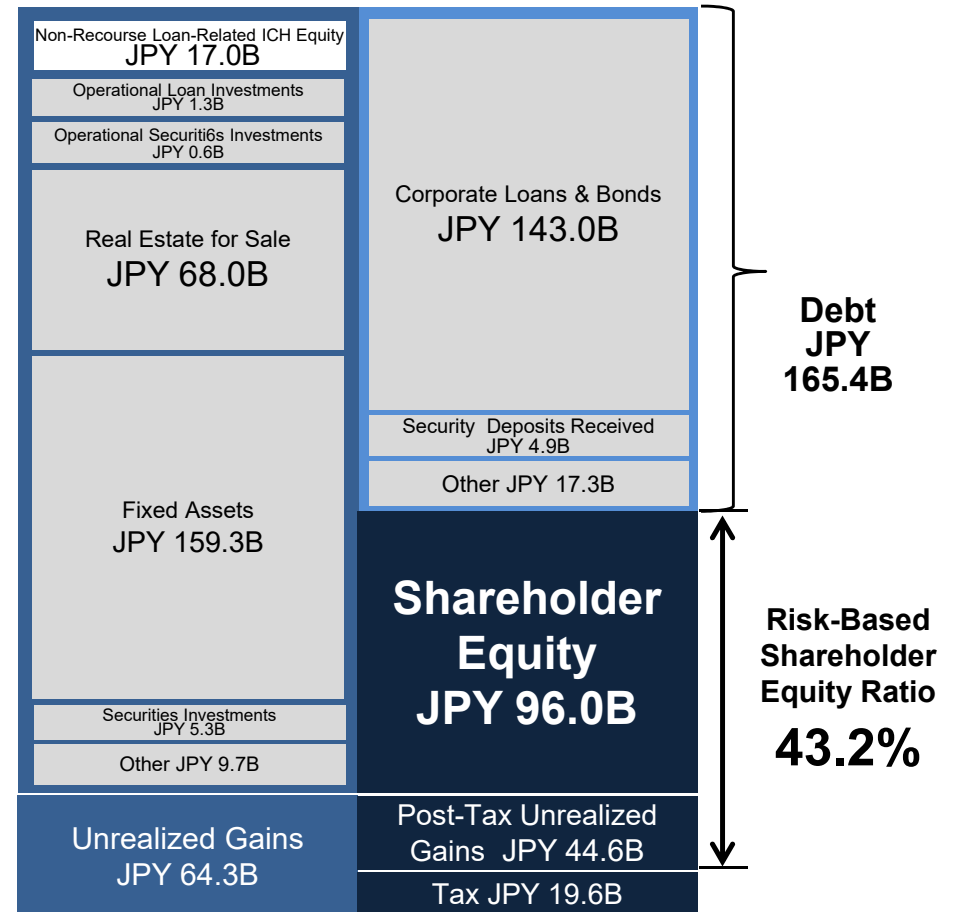 Non-Recourse Loan-Related ICH Equity
JPY 17.0B
Operational Loan Investments
JPY 1.3B
Operational Securiti6s Investments
JPY 0.6B
Real Estate for Sale
JPY 68.0B
Fixed Assets
JPY 159.3B
Securities Investments
JPY 5.3B
Other JPY 9.7B
Unrealized Gains
JPY 64.3B
Corporate Loans & Bonds
JPY 143.0B
Security Deposits Received
JPY 4.9B
Other JPY 17.3B
Shareholder
Equity
JPY 96.0B
Post-Tax Unrealized
Gains JPY 44.6B
Tax JPY 19.6B
Debt
JPY
165.4B
Risk-Based
Shareholder
Equity Ratio
43.2%